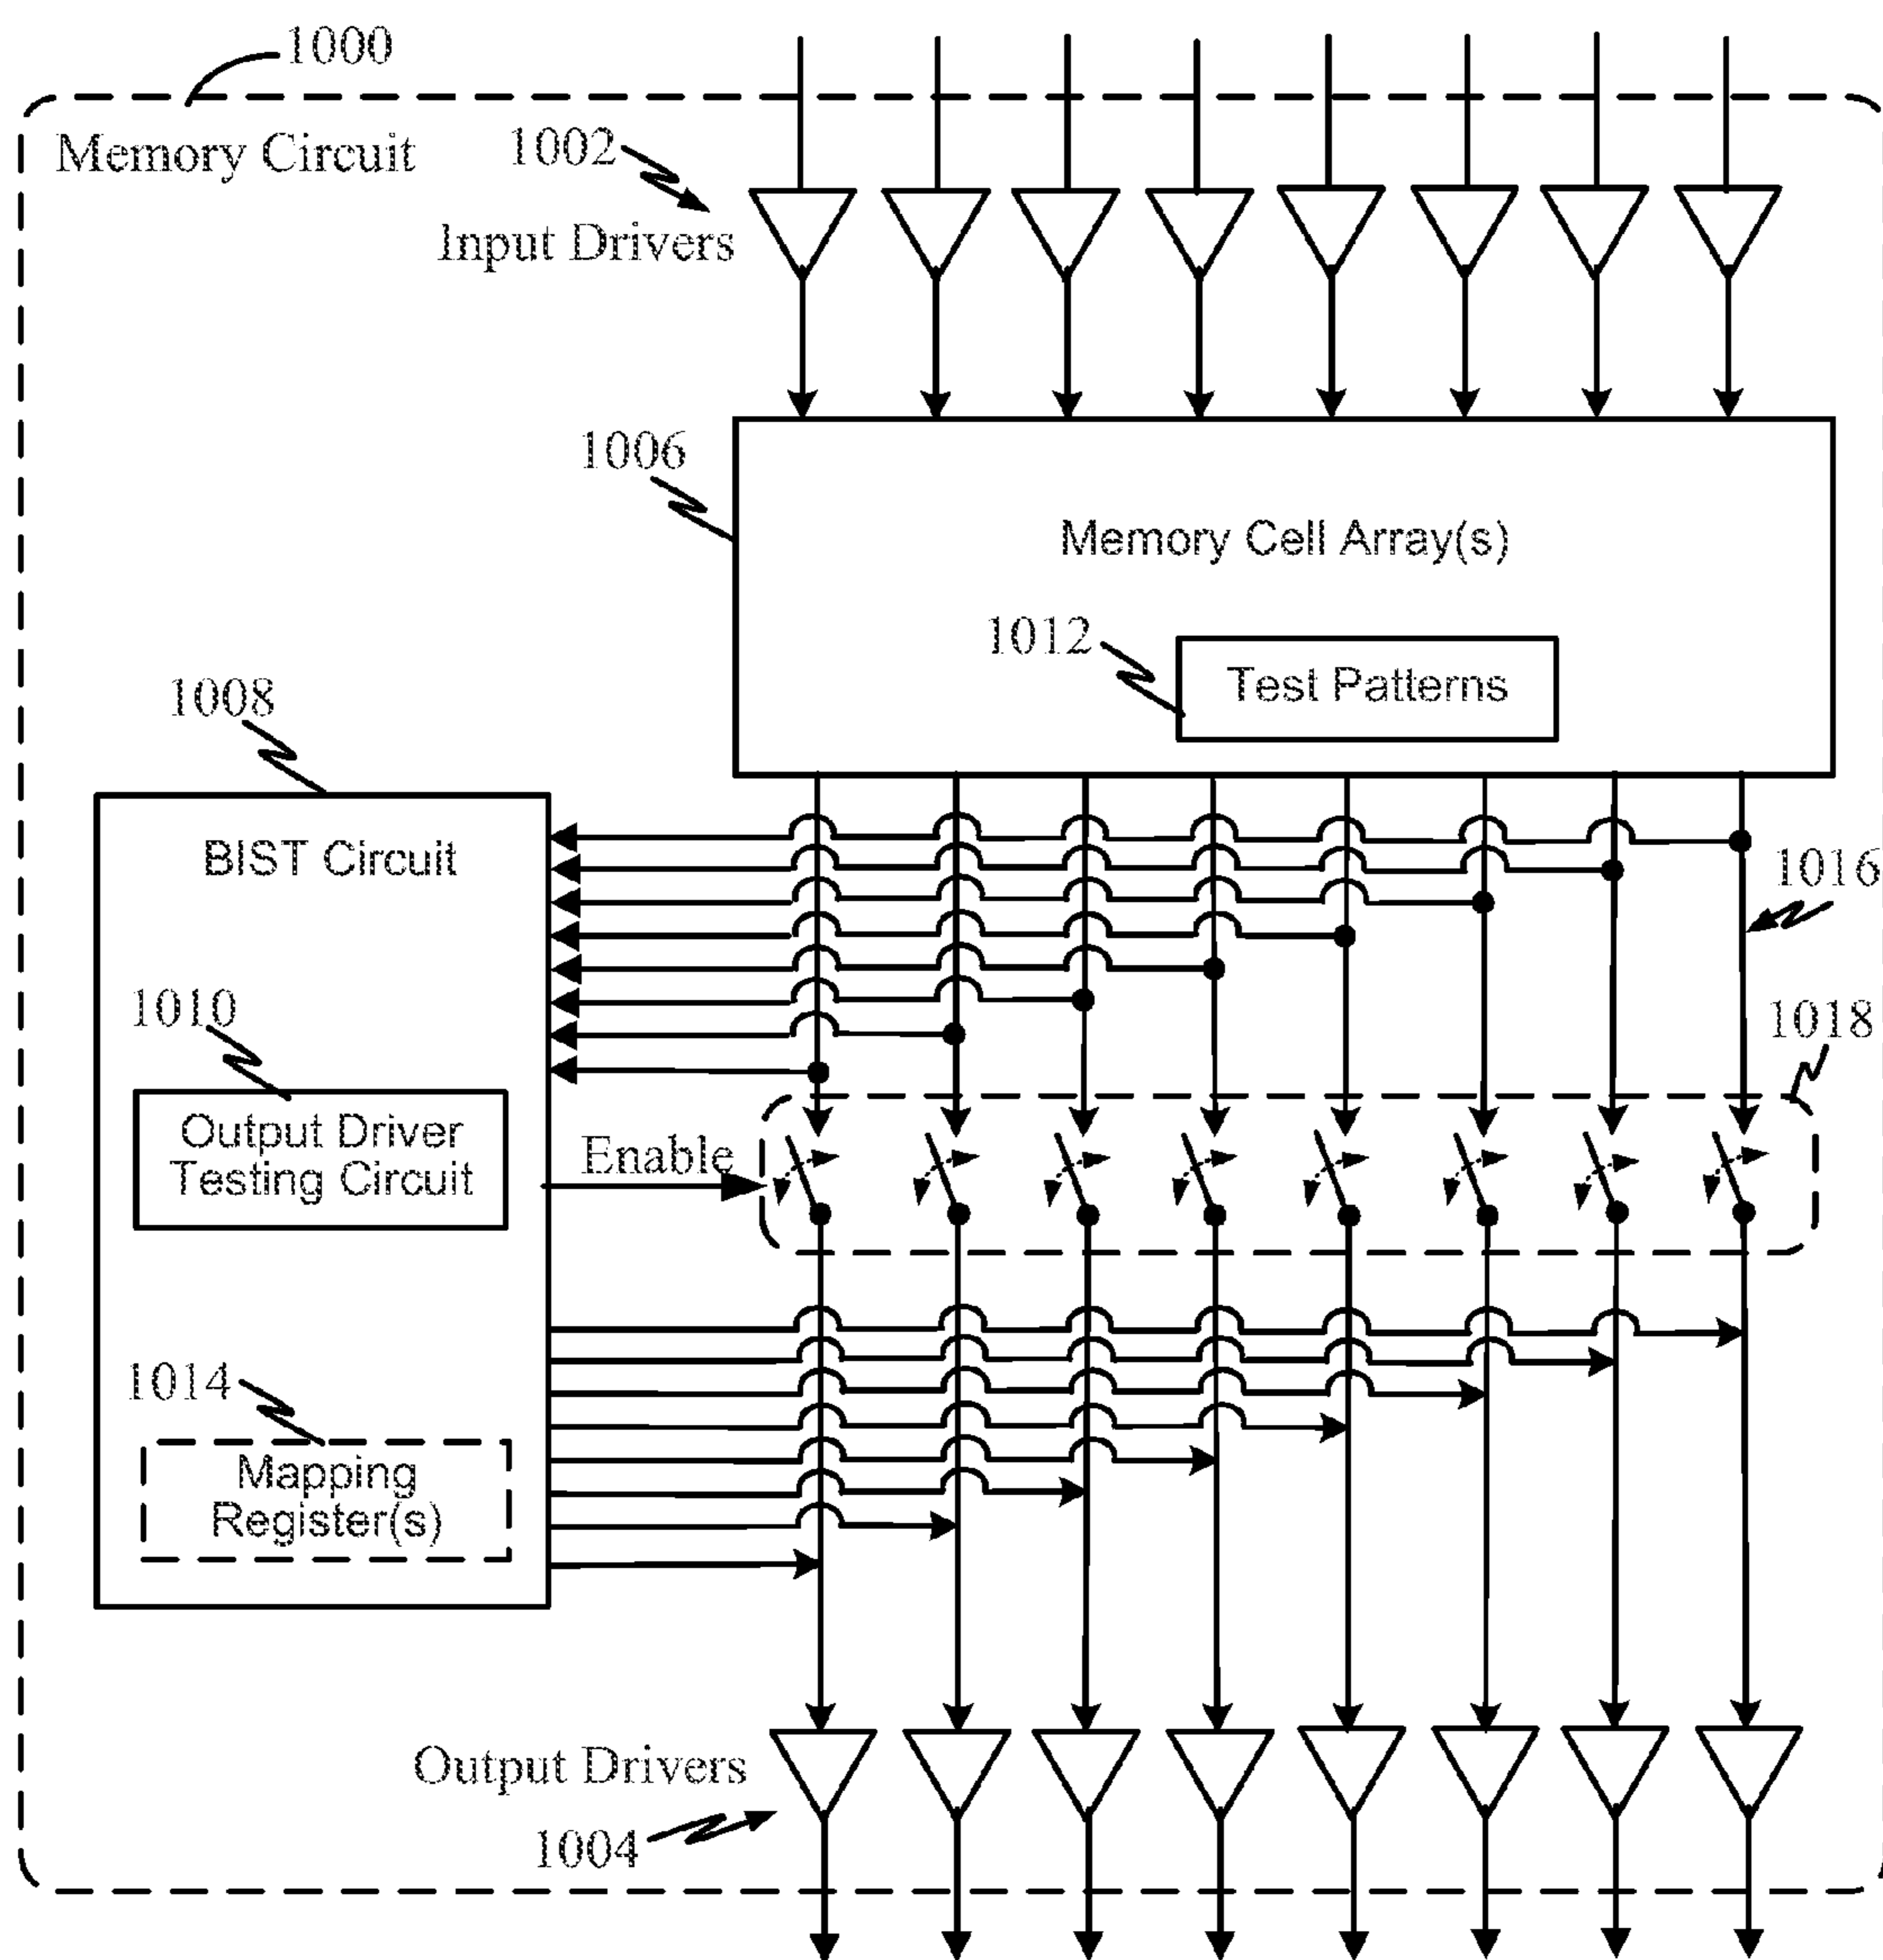 1000
Memory Circuit
1002
Input Drivers
1006
Memory Cell Array(s)
1012
Test Patterns
1008
BIST Circuit
1016
1010
1018
Output Driver
Testing Circuit
Enable
1014
Mapping
Register(s)
Output Drivers
1004